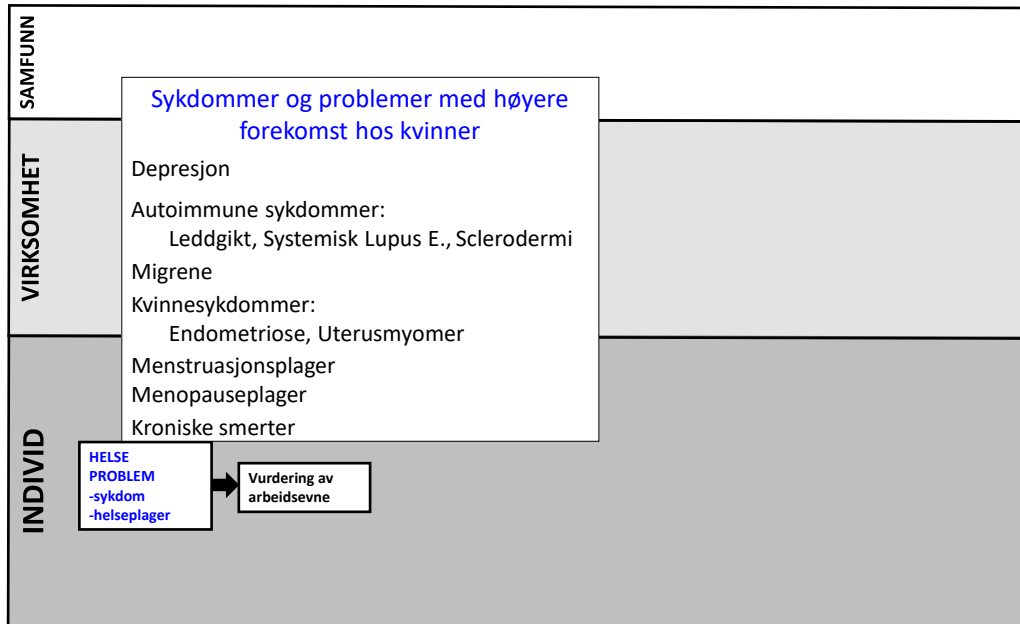 SAMFUNN
Sykdommer og problemer med høyere
forekomst hos kvinner
Depresjon
Autoimmune sykdommer:
Leddgikt, Systemisk Lupus E., Sclerodermi
Migrene
Kvinnesykdommer:
Endometriose, Uterusmyomer
Menstruasjonsplager
Menopauseplager
Kroniske smerter
VIRKSOMHET
INDIVID
HELSE
PROBLEM
-sykdom
-helseplager
Vurdering av
arbeidsevne